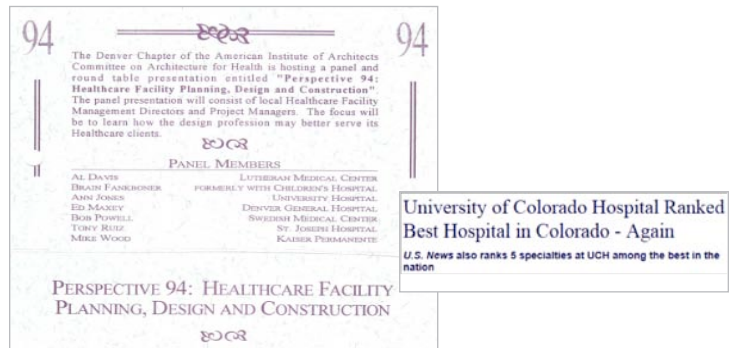 94
94
The Denver Chapter of the American Institute of Architects
Committee on Architecture for Health is hosting a panel and
round table presentation entitled "Perspective 94:
Healthcare Facility Planning, Design and Construction".
The panel presentation will consist of local Healthcare Facility
Management Directors and Project Managers. The focus will
be to learn how the design profession may better serve its
Healthcare clients.
PANEL MEMBERS
AL DAVIS LUTHERAN MEDICAL CENTER
BRAIN FANKBONER FORMERLY WITH CHILDREN'S HOSPITAL
ANN JONES UNIVERSITY HOSPITAL
ED MAXEY DENVER GENERAL HOSPITAL
BOB POWELL SWEDISH MEDICAL CENTER
TONY RUIZ ST. JOSEPH HOSPITAL
MIKE WOOD KAISER PERMANENTE
PERSPECTIVE 94: HEALTHCARE FACILITY
PLANNING, DESIGN AND CONSTRUCTION
University of Colorado Hospital Ranked
Best Hospital in Colorado - Again
U.S. News also ranks 5 specialties at UCH among the best in the
nation